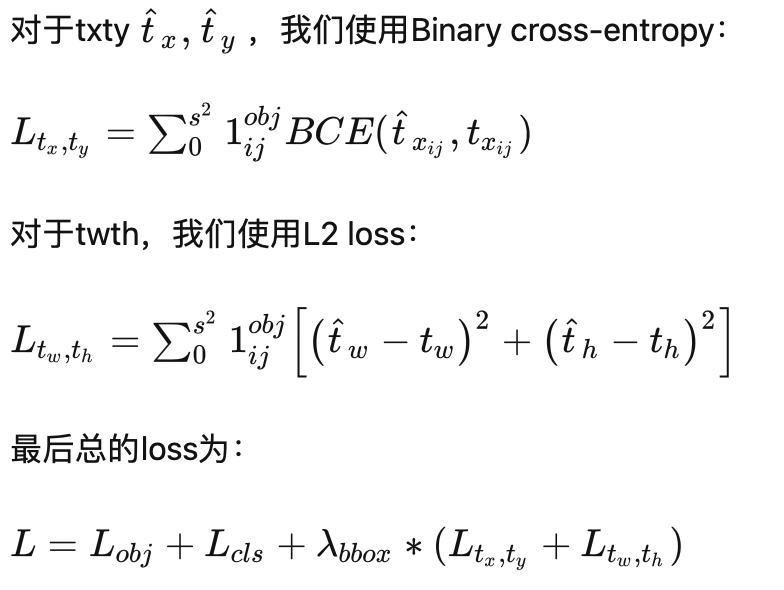 对于txty $\hat{t}_x, \hat{t}_y$ ，我们使用Binary cross-entropy：
$L_{t_x,t_y} = \sum_0^{s^2} 1_{ij}^{obj} BCE(\hat{t}_{x_{ij}}, t_{x_{ij}})$
对于twth，我们使用L2 loss：
$L_{t_w,t_h} = \sum_0^{s^2} 1_{ij}^{obj} \left[ \left( \hat{t}_w - t_w \right)^2 + \left( \hat{t}_h - t_h \right)^2 \right]$
最后总的loss为：
$L = L_{obj} + L_{cls} + \lambda_{bbox} * (L_{t_x,t_y} + L_{t_w,t_h})$